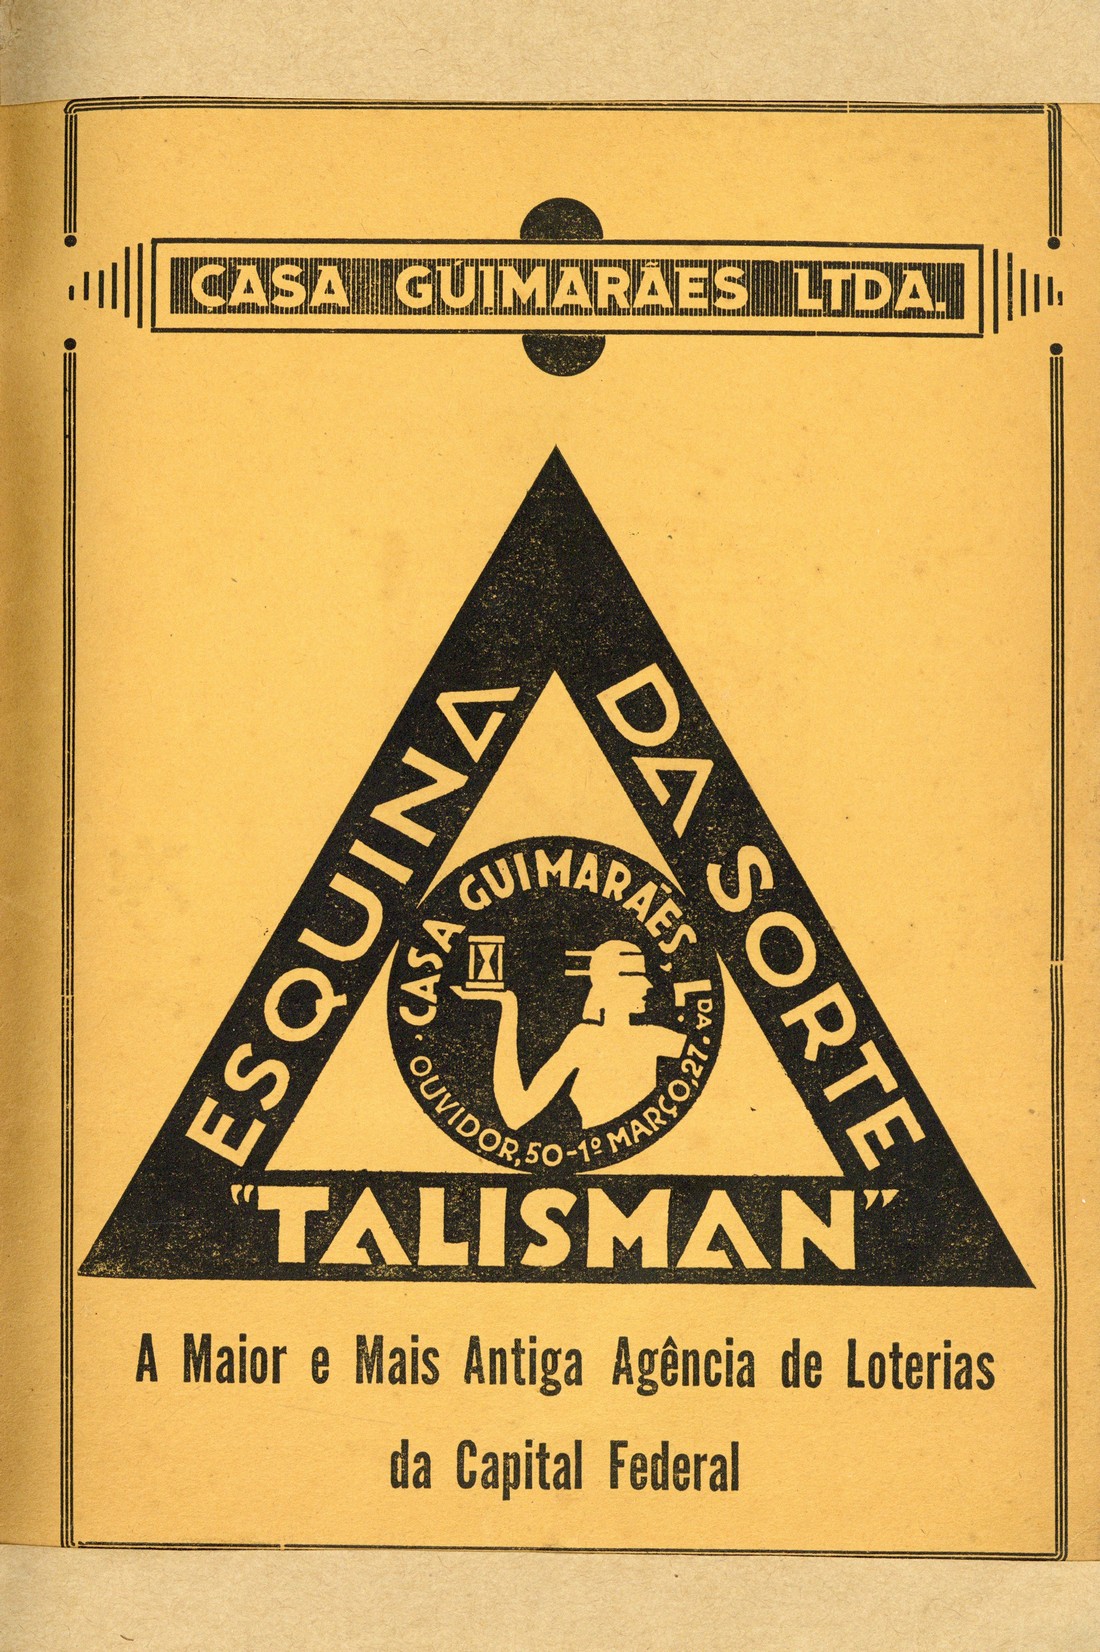 CASA GUIMARÃES LTDA.
ESQUINA DA SORTE
CASA GUIMARÃES, L.DA
OUVIDOR, 50 - 1º MARÇO, 27.
"TALISMAN"
A Maior e Mais Antiga Agência de Loterias
da Capital Federal